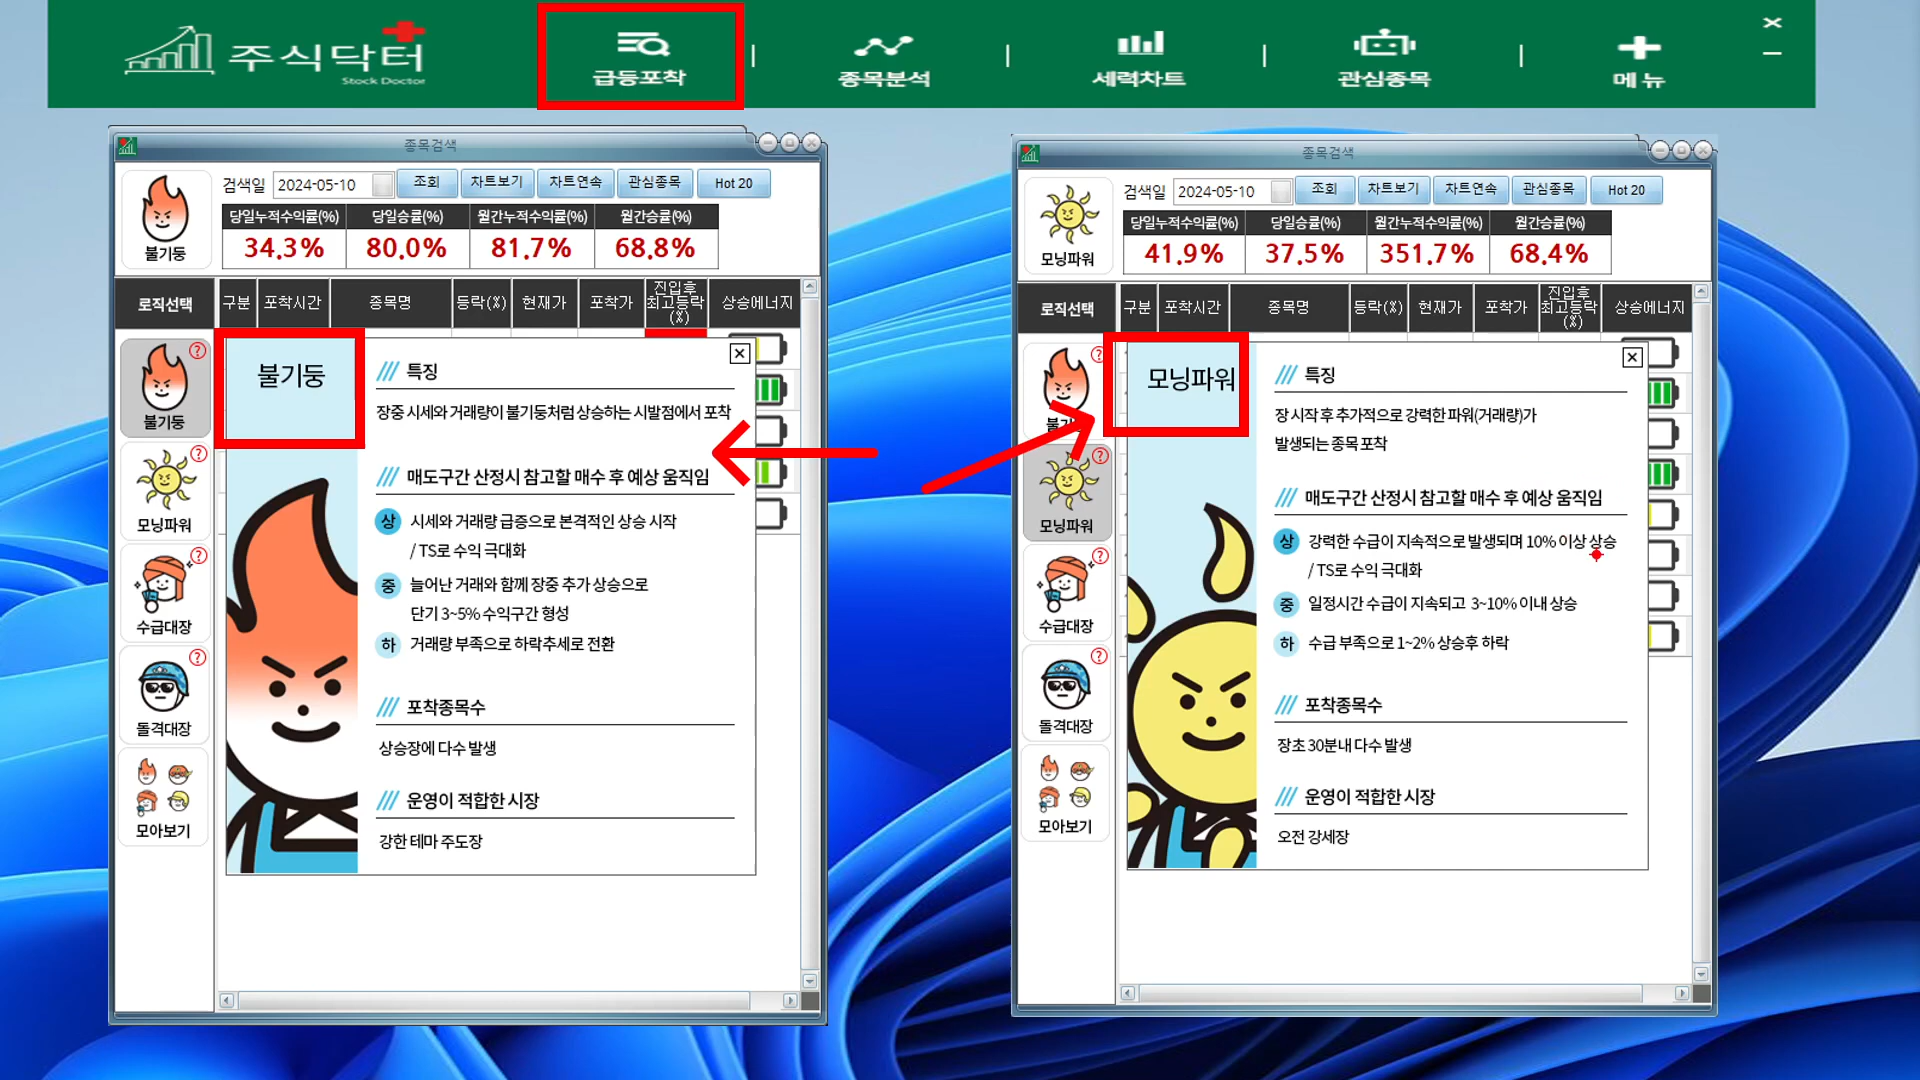 주식닥터
Stock Doctor
급등포착
종목분석
세력차트
관심종목
메뉴
종목검색
불기둥
검색일 2024-05-10 조회 차트보기 차트연속 관심종목 Hot 20
당일누적수익률(%) 당일승률(%) 월간누적수익률(%) 월간승률(%)
34.3% 80.0% 81.7% 68.8%
로직선택 구분 포착시간 종목명 등락(%) 현재가 포착가 진입후 최고등락 (%) 상승에너지
불기둥
모닝파워
수급대장
돌격대장
모아보기
불기둥
/// 특징
장중 시세와 거래량이 불기둥처럼 상승하는 시발점에서 포착
/// 매도구간 산정시 참고할 매수 후 예상 움직임
상 시세와 거래량 급증으로 본격적인 상승 시작
/ TS로 수익 극대화
중 늘어난 거래와 함께 장중 추가 상승으로
단기 3~5% 수익구간 형성
하 거래량 부족으로 하락추세로 전환
/// 포착종목수
상승장에 다수 발생
/// 운영이 적합한 시장
강한 테마 주도장
종목검색
모닝파워
검색일 2024-05-10 조회 차트보기 차트연속 관심종목 Hot 20
당일누적수익률(%) 당일승률(%) 월간누적수익률(%) 월간승률(%)
41.9% 37.5% 351.7% 68.4%
로직선택 구분 포착시간 종목명 등락(%) 현재가 포착가 진입후 최고등락 (%) 상승에너지
모닝파워
수급대장
돌격대장
모아보기
모닝파워
/// 특징
장 시작 후 추가적으로 강력한 파워(거래량)가
발생되는 종목 포착
/// 매도구간 산정시 참고할 매수 후 예상 움직임
상 강력한 수급이 지속적으로 발생되며 10% 이상 상승
/ TS로 수익 극대화
중 일정시간 수급이 지속되고 3~10% 이내 상승
하 수급 부족으로 1~2% 상승후 하락
/// 포착종목수
장초 30분내 다수 발생
/// 운영이 적합한 시장
오전 강세장